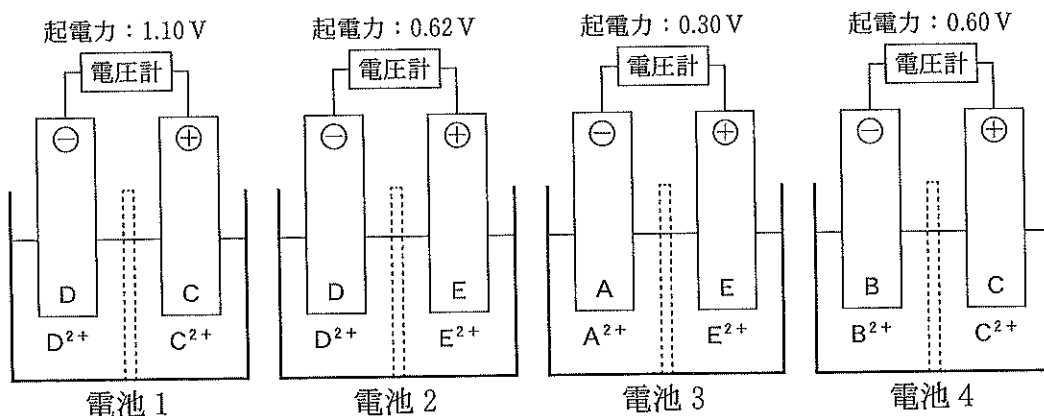 起電力：1.10 V
起電力：0.62 V
起電力：0.30 V
起電力：0.60 V
電圧計
電圧計
電圧計
電圧計
⊖ ⊕
⊖ ⊕
⊖ ⊕
⊖ ⊕
D C
D E
A E
B C
D²⁺ C²⁺
D²⁺ E²⁺
A²⁺ E²⁺
B²⁺ C²⁺
電池 1
電池 2
電池 3
電池 4